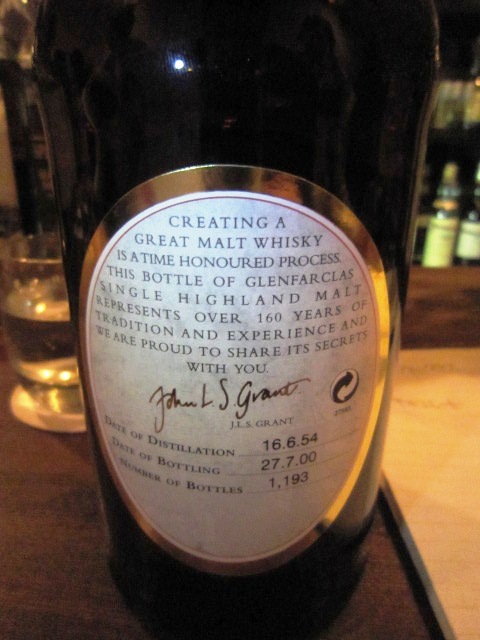 CREATING A
GREAT MALT WHISKY
IS A TIME HONOURED PROCESS.
THIS BOTTLE OF GLENFARCLAS
SINGLE HIGHLAND MALT
REPRESENTS OVER 160 YEARS OF
TRADITION AND EXPERIENCE AND
WE ARE PROUD TO SHARE ITS SECRETS
WITH YOU.
John L S Grant
J.L.S. GRANT
DATE OF DISTILLATION 16.6.54
DATE OF BOTTLING 27.7.00
NUMBER OF BOTTLES 1,193